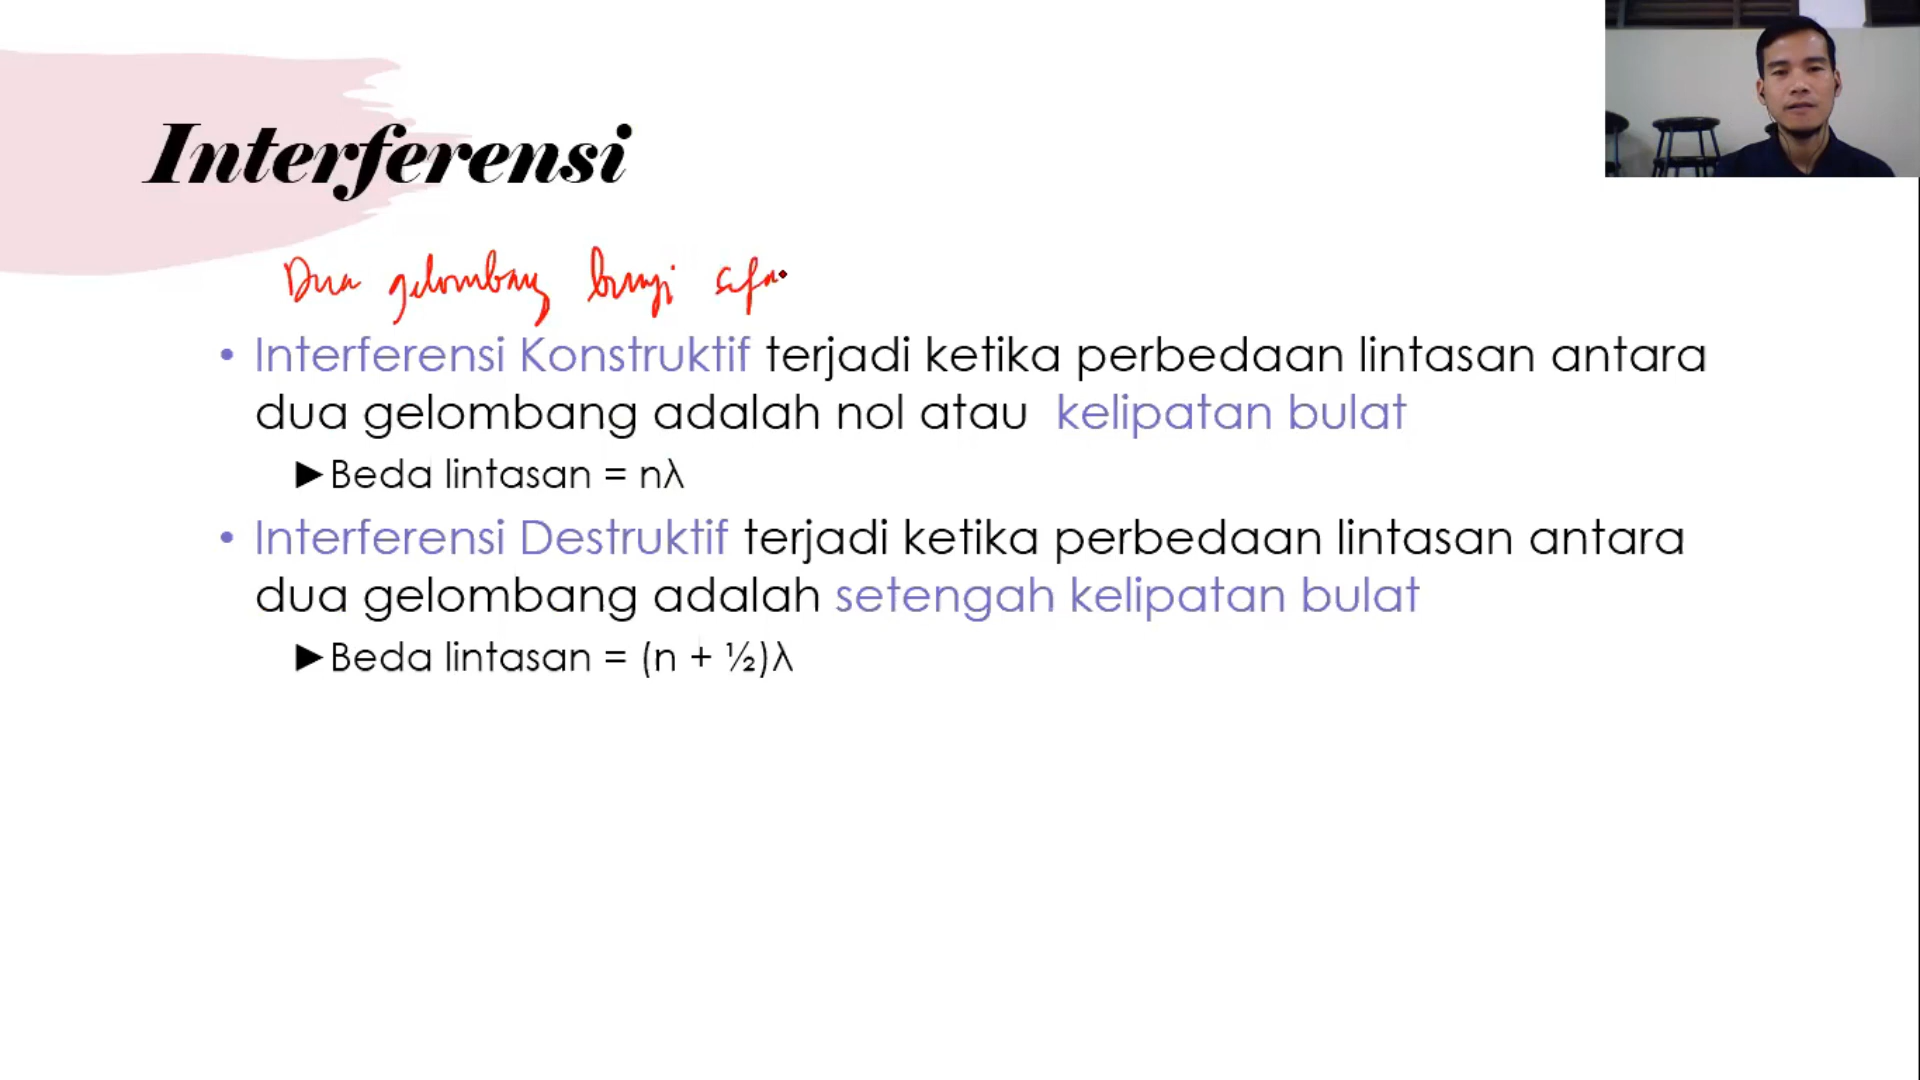 Interferensi
Dua gelombang bunyi sefa
• Interferensi Konstruktif terjadi ketika perbedaan lintasan antara
dua gelombang adalah nol atau kelipatan bulat
►Beda lintasan = nλ
• Interferensi Destruktif terjadi ketika perbedaan lintasan antara
dua gelombang adalah setengah kelipatan bulat
►Beda lintasan = (n + ½)λ